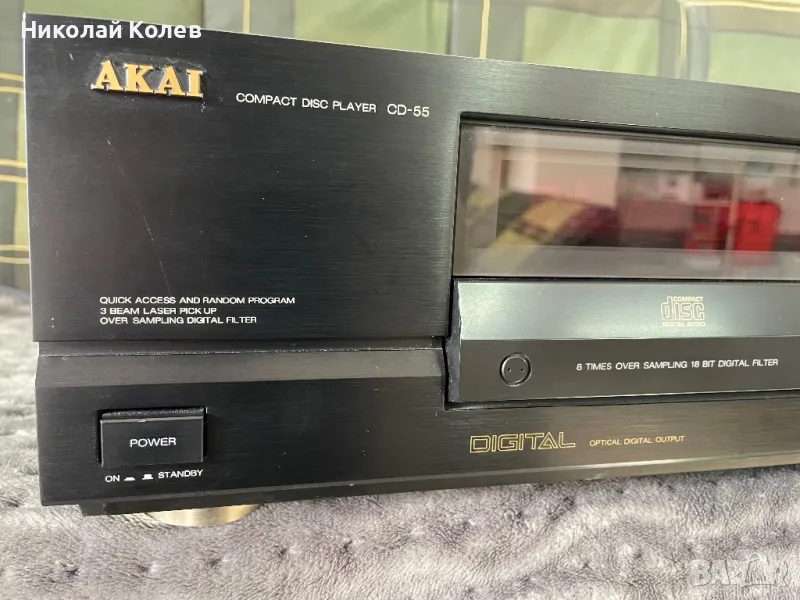 Николай Колев
AKAI
COMPACT DISC PLAYER CD-55
QUICK ACCESS AND RANDOM PROGRAM
3 BEAM LASER PICK UP
OVER SAMPLING DIGITAL FILTER
COMPACT
disc
DIGITAL AUDIO
8 TIMES OVER SAMPLING 18 BIT DIGITAL FILTER
POWER
ON STANDBY
DIGITAL OPTICAL DIGITAL OUTPUT
BAZAR